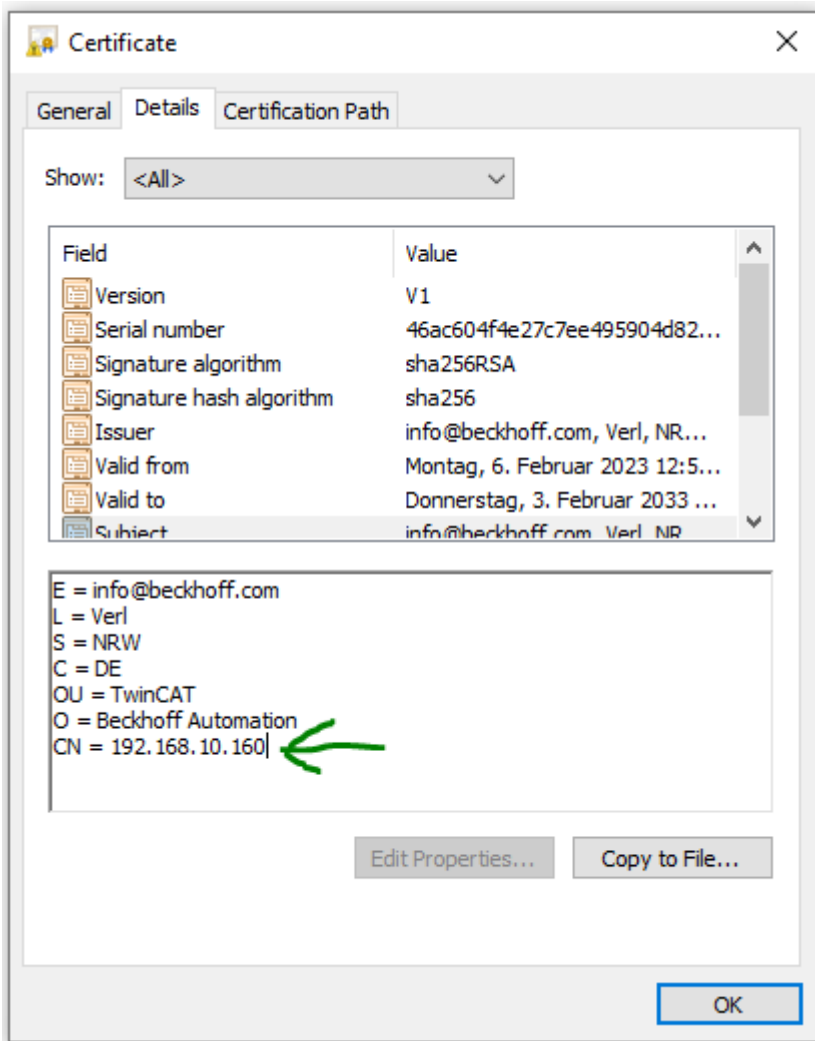 Certificate
General Details Certification Path
Show: <All>
Field Value
Version V1
Serial number 46ac604f4e27c7ee495904d82...
Signature algorithm sha256RSA
Signature hash algorithm sha256
Issuer info@beckhoff.com, Verl, NR...
Valid from Montag, 6. Februar 2023 12:5...
Valid to Donnerstag, 3. Februar 2033 ...
Subject info@beckhoff.com, Verl, NR
E = info@beckhoff.com
L = Verl
S = NRW
C = DE
OU = TwinCAT
O = Beckhoff Automation
CN = 192.168.10.160
Edit Properties... Copy to File...
OK